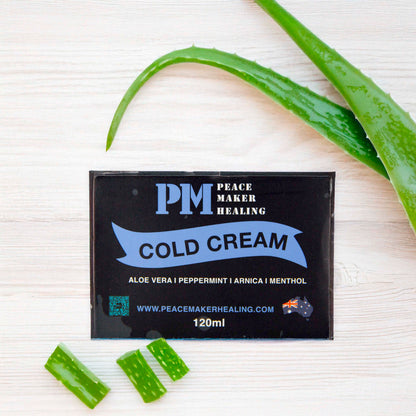 PM PEACE
MAKER
HEALING
COLD CREAM
ALOE VERA I PEPPERMINT I ARNICA I MENTHOL
WWW.PEACEMAKERHEALING.COM
120ml